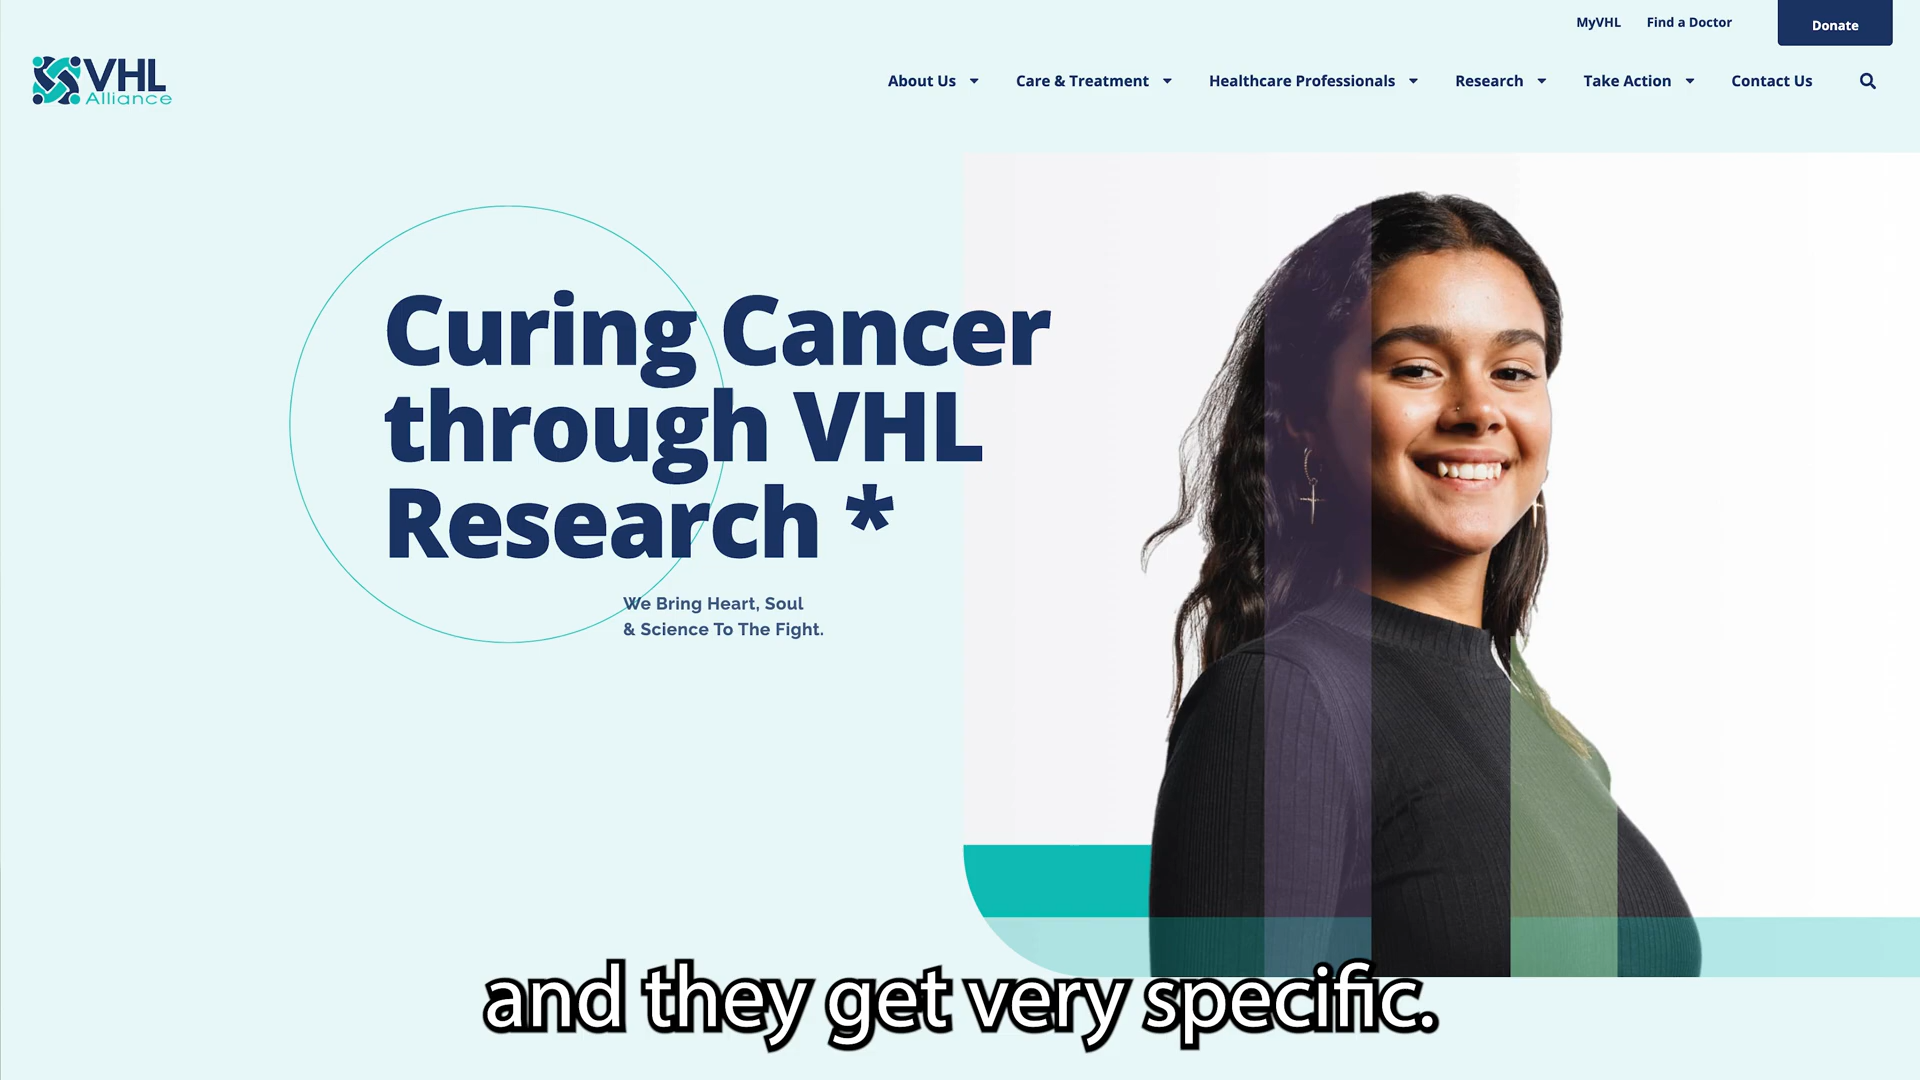 MyVHL Find a Doctor Donate
VHL
Alliance
About Us Care & Treatment Healthcare Professionals Research Take Action Contact Us
Curing Cancer
through VHL
Research *
We Bring Heart, Soul
& Science To The Fight.
and they get very specific.